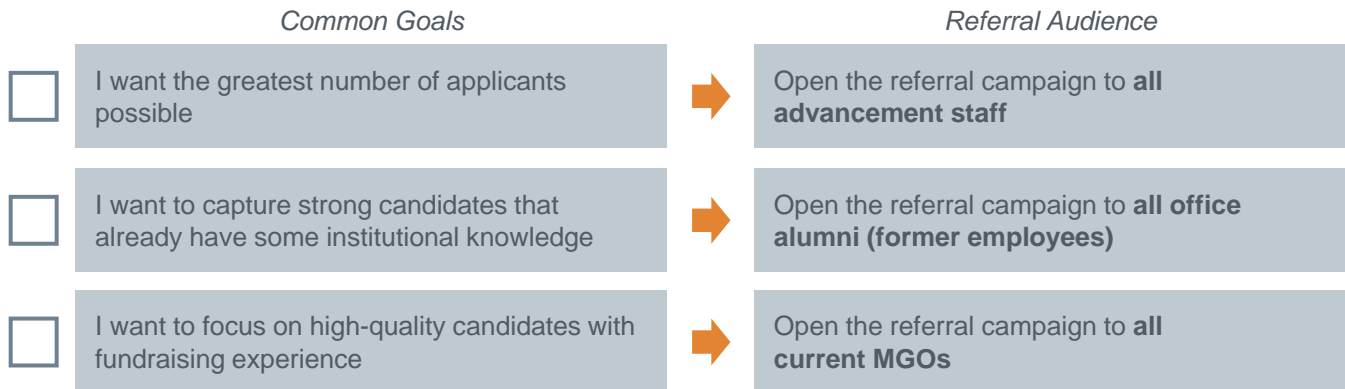 Common Goals
Referral Audience
I want the greatest number of applicants
possible
Open the referral campaign to all
advancement staff
I want to capture strong candidates that
already have some institutional knowledge
Open the referral campaign to all office
alumni (former employees)
I want to focus on high-quality candidates with
fundraising experience
Open the referral campaign to all
current MGOs